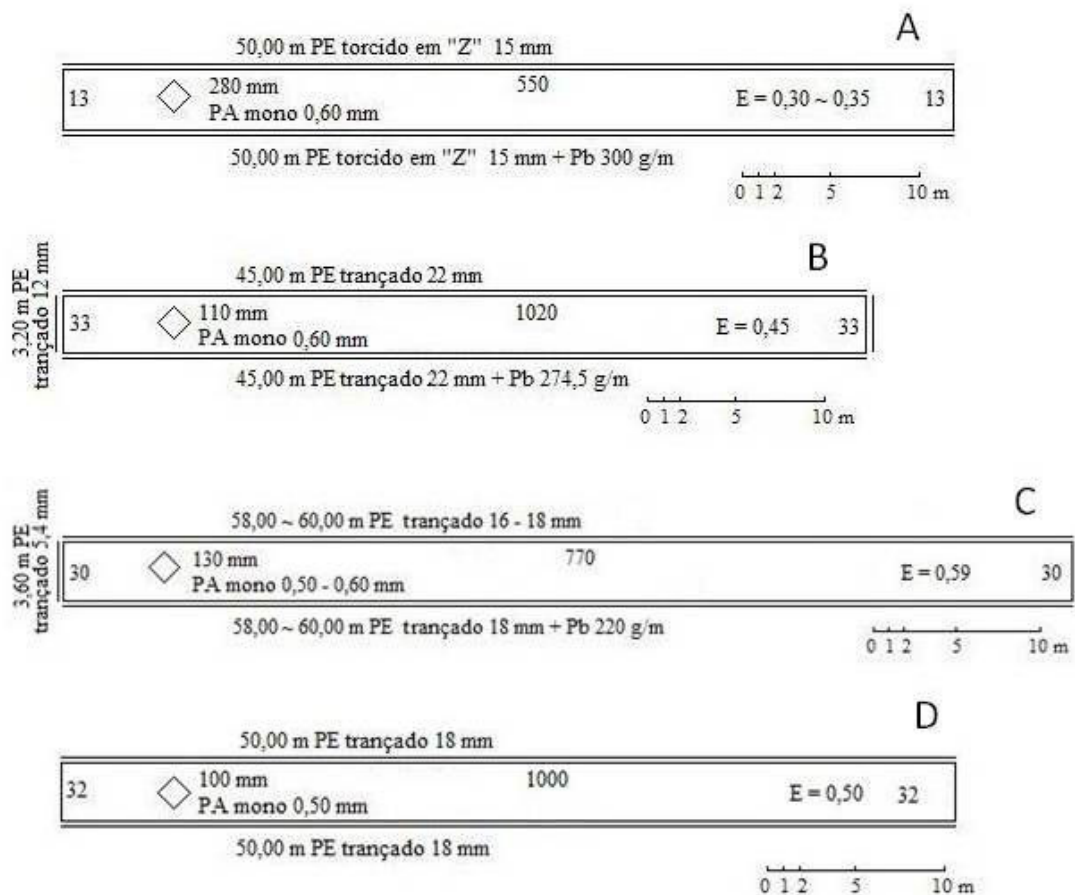 A
50,00 m PE torcido em "Z" 15 mm
13 280 mm 550 E = 0,30 ~ 0,35 13
PA mono 0,60 mm
50,00 m PE torcido em "Z" 15 mm + Pb 300 g/m
0 1 2 5 10 m
B
45,00 m PE trançado 22 mm
3,20 m PE
trançado 12 mm
33 110 mm 1020 E = 0,45 33
PA mono 0,60 mm
45,00 m PE trançado 22 mm + Pb 274,5 g/m
0 1 2 5 10 m
C
58,00 ~ 60,00 m PE trançado 16 - 18 mm
3,60 m PE
trançado 5,4 mm
30 130 mm 770 E = 0,59 30
PA mono 0,50 - 0,60 mm
58,00 ~ 60,00 m PE trançado 18 mm + Pb 220 g/m
0 1 2 5 10 m
D
50,00 m PE trançado 18 mm
32 100 mm 1000 E = 0,50 32
PA mono 0,50 mm
50,00 m PE trançado 18 mm
0 1 2 5 10 m